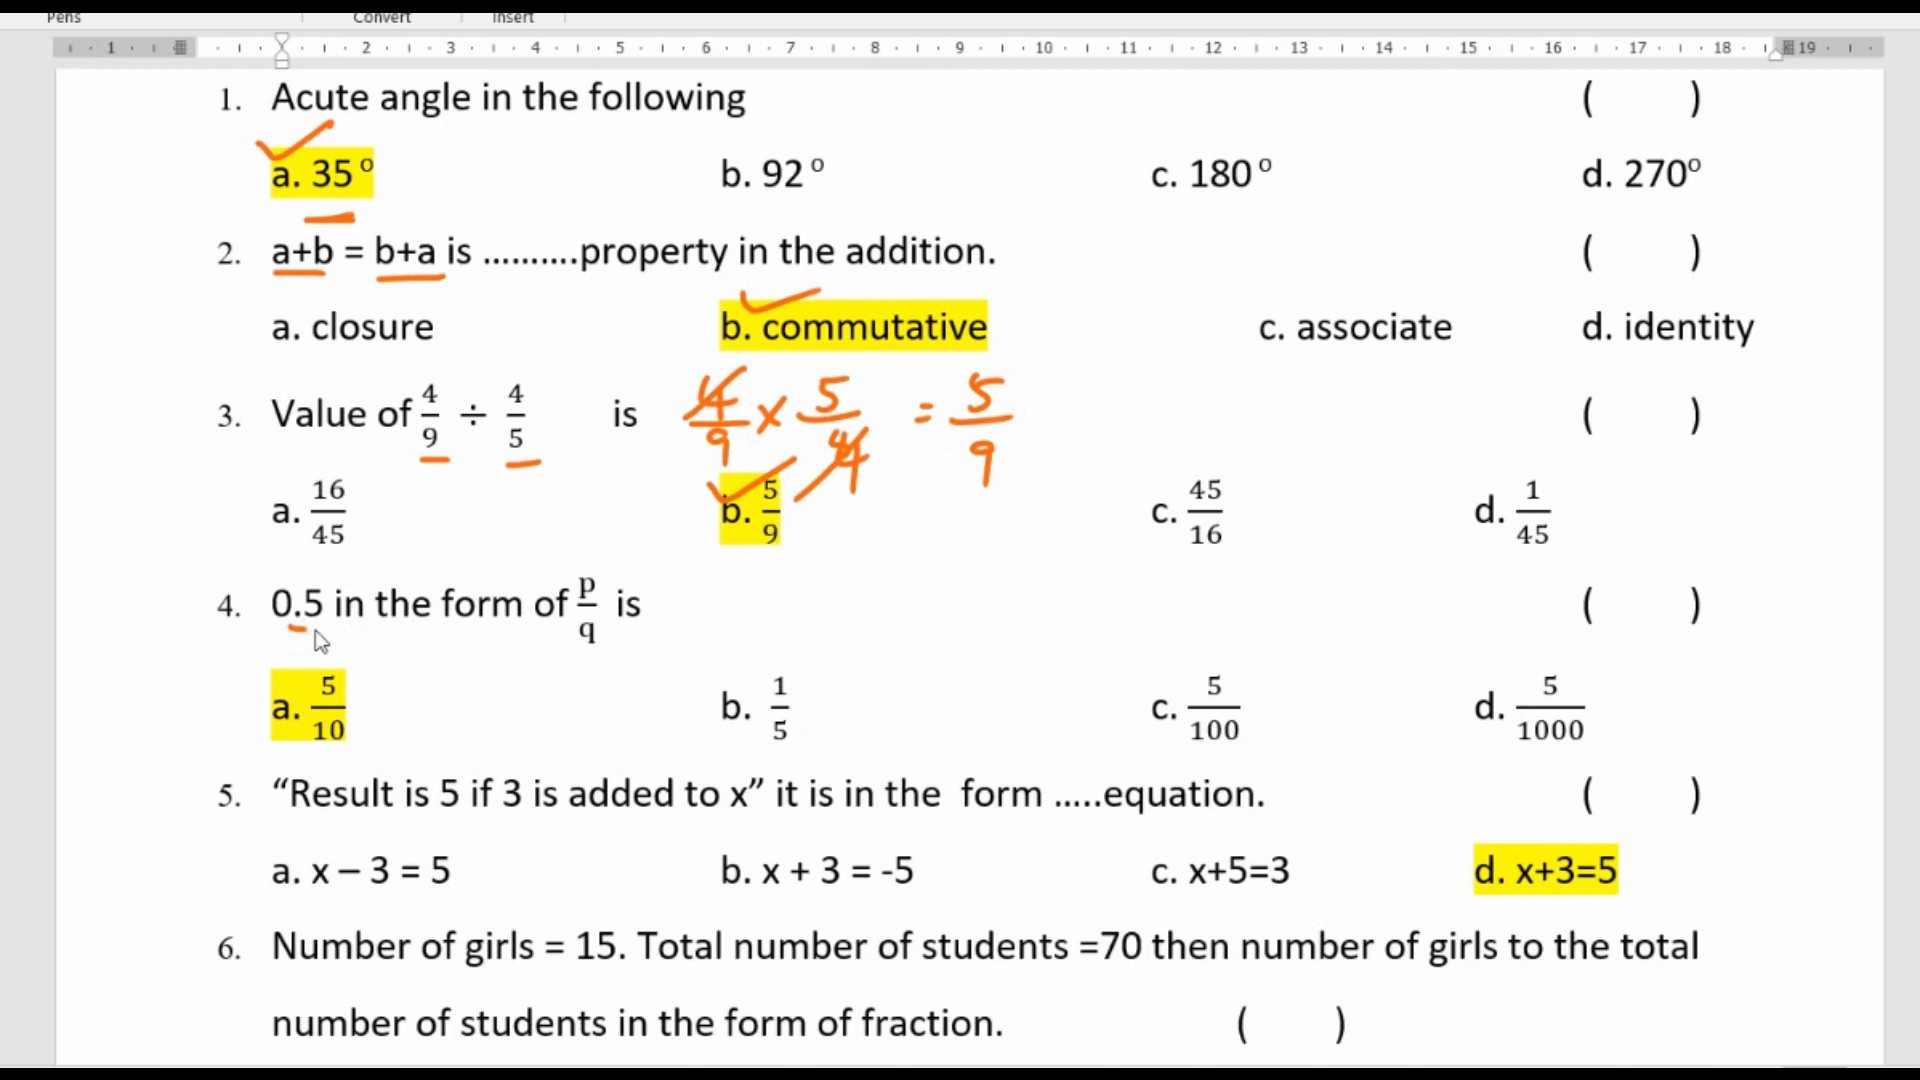 Pens Convert Insert
1 2 3 4 5 6 7 8 9 10 11 12 13 14 15 16 17 18 19
1. Acute angle in the following ( )
a. 35° b. 92° c. 180° d. 270°
2. a+b = b+a is ..........property in the addition. ( )
a. closure b. commutative c. associate d. identity
3. Value of 4/9 ÷ 4/5 is 4/9 × 5/4 = 5/9 ( )
a. 16/45 b. 5/9 c. 45/16 d. 1/45
4. 0.5 in the form of p/q is ( )
a. 5/10 b. 1/5 c. 5/100 d. 5/1000
5. “Result is 5 if 3 is added to x” it is in the form .....equation. ( )
a. x – 3 = 5 b. x + 3 = -5 c. x+5=3 d. x+3=5
6. Number of girls = 15. Total number of students =70 then number of girls to the total
number of students in the form of fraction. ( )